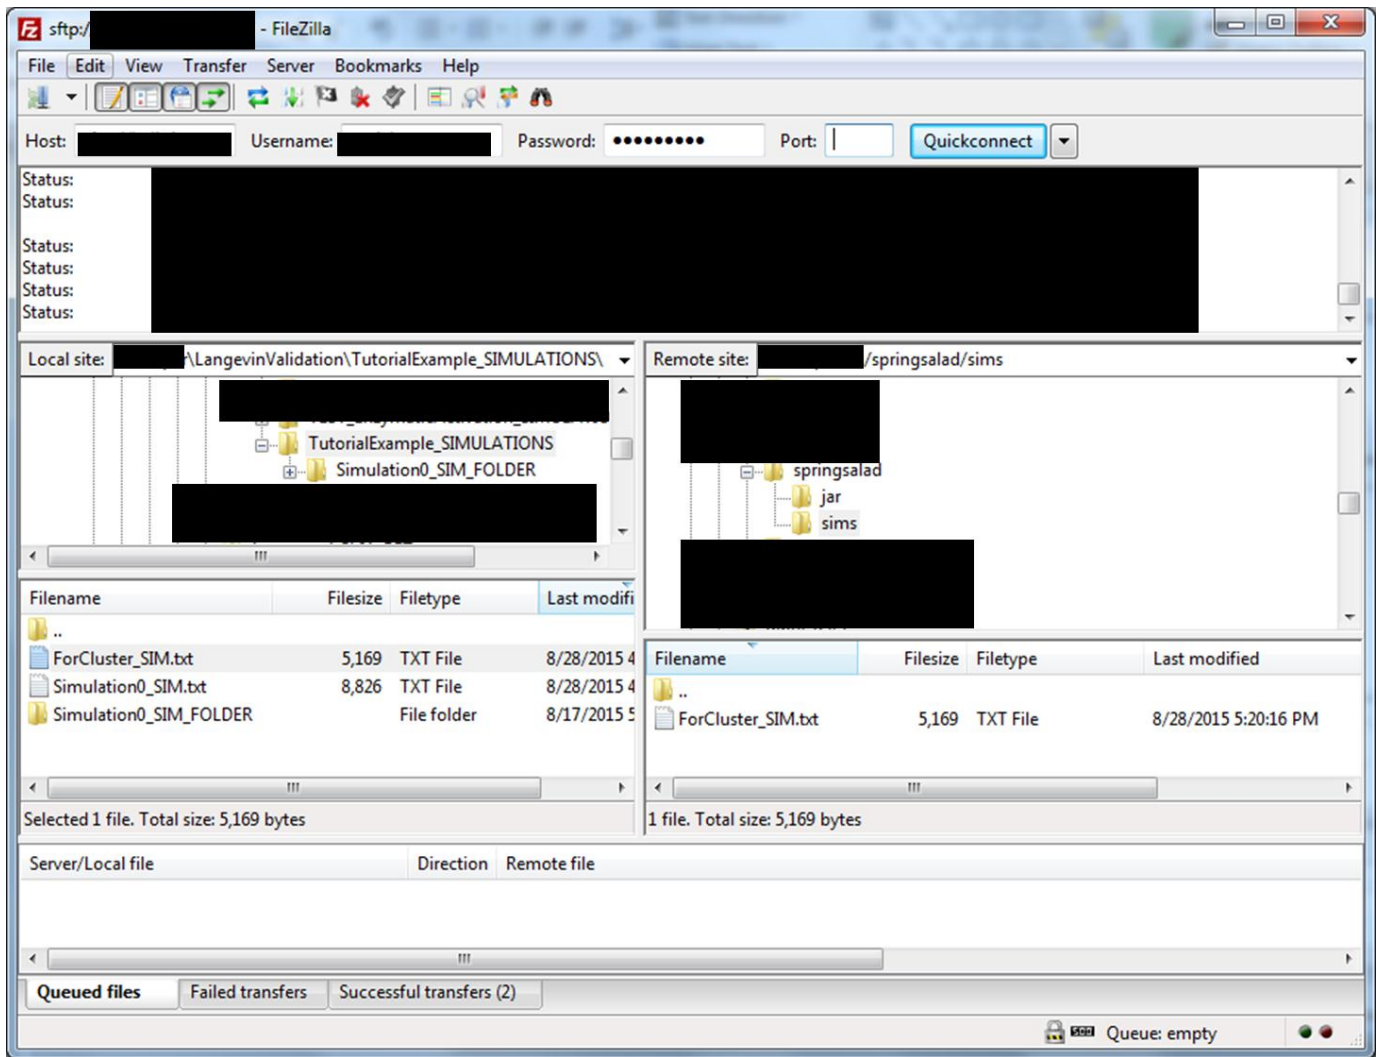 sftp:/ - FileZilla
File Edit View Transfer Server Bookmarks Help
Host: Username: Password: ●●●●●●●●● Port: Quickconnect
Status:
Status:
Status:
Status:
Status:
Status:
Local site: r\LangevinValidation\TutorialExample_SIMULATIONS\
TutorialExample_SIMULATIONS
Simulation0_SIM_FOLDER
Filename Filesize Filetype Last modifi
..
ForCluster_SIM.txt 5,169 TXT File 8/28/2015 4
Simulation0_SIM.txt 8,826 TXT File 8/28/2015 4
Simulation0_SIM_FOLDER File folder 8/17/2015 5
Selected 1 file. Total size: 5,169 bytes
Remote site: /springsalad/sims
springsalad
jar
sims
Filename Filesize Filetype Last modified
..
ForCluster_SIM.txt 5,169 TXT File 8/28/2015 5:20:16 PM
1 file. Total size: 5,169 bytes
Server/Local file Direction Remote file
Queued files Failed transfers Successful transfers (2)
Queue: empty